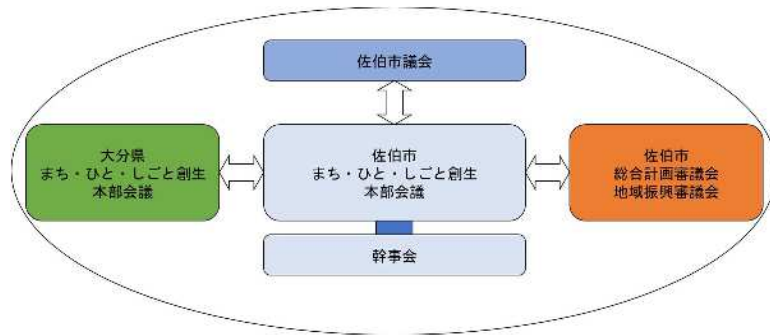 佐伯市議会
大分県
まち・ひと・しごと創生
本部会議
佐伯市
まち・ひと・しごと創生
本部会議
佐伯市
総合計画審議会
地域振興審議会
幹事会